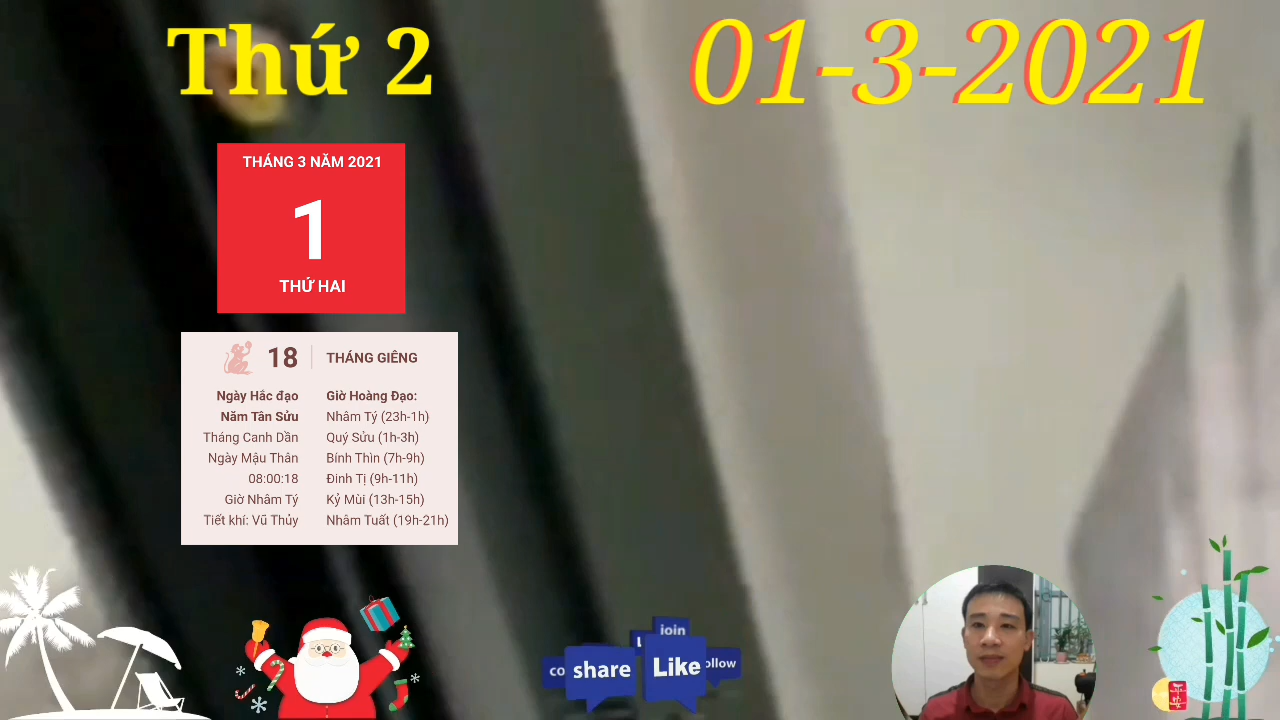 Thứ 2
01-3-2021
THÁNG 3 NĂM 2021
1
THỨ HAI
18
THÁNG GIÊNG
Ngày Hắc đạo
Năm Tân Sửu
Tháng Canh Dần
Ngày Mậu Thân
08:00:18
Giờ Nhâm Tý
Tiết khí: Vũ Thủy
Giờ Hoàng Đạo:
Nhâm Tý (23h-1h)
Quý Sửu (1h-3h)
Bính Thìn (7h-9h)
Đinh Tị (9h-11h)
Kỷ Mùi (13h-15h)
Nhâm Tuất (19h-21h)
join
co share Like ollow